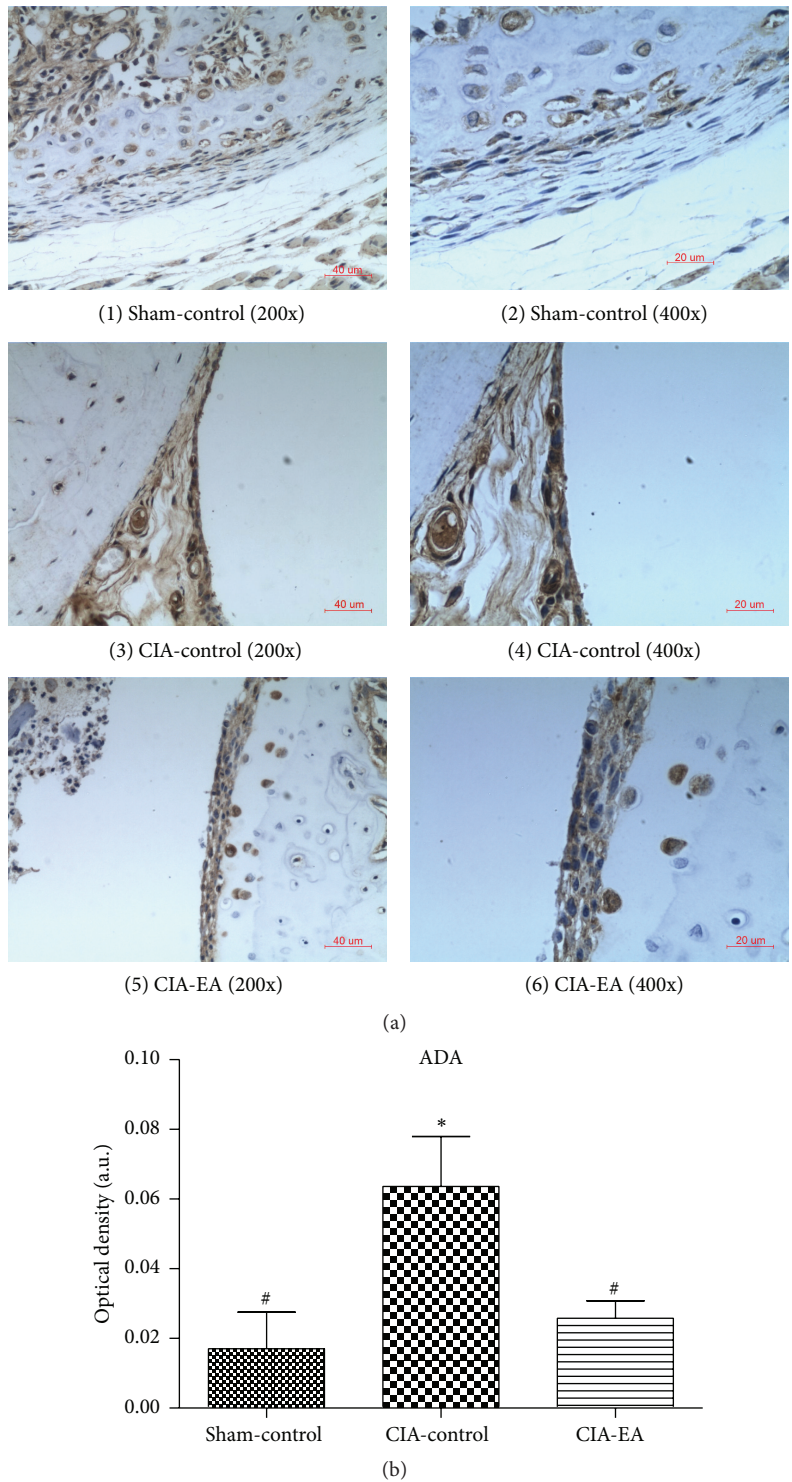 40 um
20 um
(1) Sham-control (200x)
(2) Sham-control (400x)
40 um
20 um
(3) CIA-control (200x)
(4) CIA-control (400x)
40 um
20 um
(5) CIA-EA (200x)
(6) CIA-EA (400x)
(a)
ADA
0.10
0.08
0.06
0.04
0.02
0.00
Optical density (a.u.)
#
*
#
Sham-control
CIA-control
CIA-EA
(b)